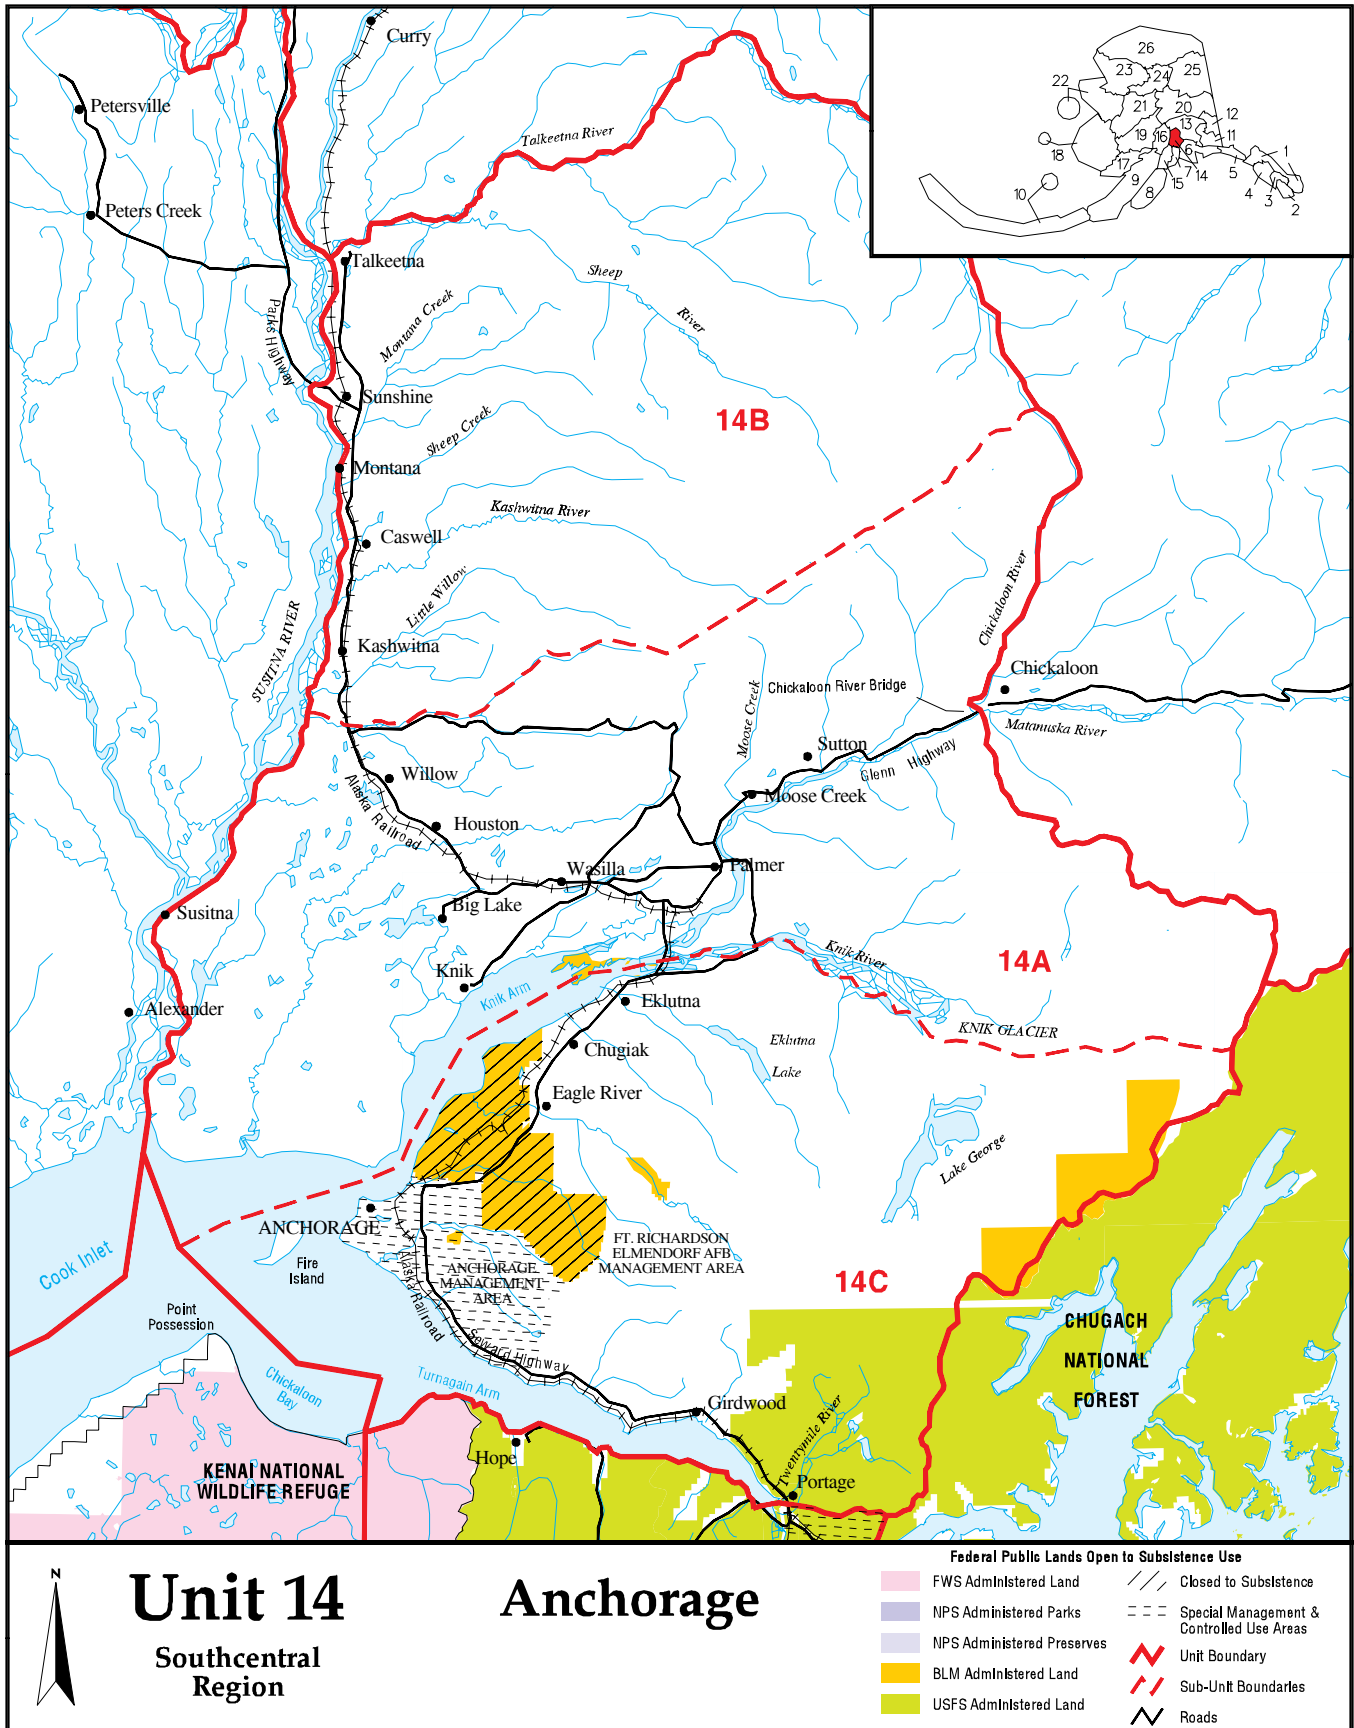 Curry
Petersville
Talkeetna River
Peters Creek
Talkeetna
Sheep
River
Parks Highway
Montana Creek
Sunshine
14B
Sheep Creek
Montana
Kashwitna River
Caswell
Little Willow
Chickaloon River
SUSITNA RIVER
Kashwitna
Chickaloon
Moose Creek
Chickaloon River Bridge
Matanuska River
Sutton
Glenn Highway
Willow
Alaska Railroad
Moose Creek
Houston
Wasilla
Palmer
Big Lake
Susitna
Knik River
14A
Knik
Knik Arm
Eklutna
Alexander
KNIK GLACIER
Eklutna
Lake
Chugiak
Eagle River
Lake George
ANCHORAGE
FT. RICHARDSON
ELMENDORF AFB
MANAGEMENT AREA
Cook Inlet
Fire
Island
ANCHORAGE
MANAGEMENT
AREA
Alaska Railroad
14C
Point
Possession
CHUGACH
NATIONAL
FOREST
Seward Highway
Chickaloon
Bay
Turnagain Arm
Girdwood
Twentymile River
Hope
KENAI NATIONAL
WILDLIFE REFUGE
Portage
26
23
24
25
22
21
20
12
13
19
16
11
18
6
1
17
7
14
5
9
15
10
8
4
3
2
N
Unit 14
Southcentral
Region
Anchorage
Federal Public Lands Open to Subsistence Use
FWS Administered Land
NPS Administered Parks
NPS Administered Preserves
BLM Administered Land
USFS Administered Land
Closed to Subsistence
Special Management &
Controlled Use Areas
Unit Boundary
Sub-Unit Boundaries
Roads